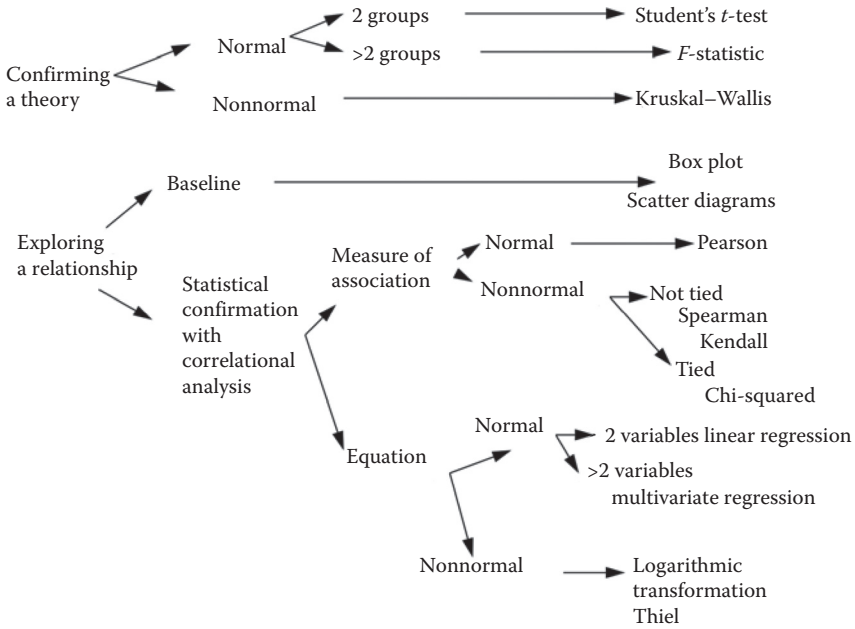 Confirming
a theory
Normal
2 groups
Student's t-test
>2 groups
F-statistic
Nonnormal
Kruskal–Wallis
Exploring
a relationship
Baseline
Box plot
Scatter diagrams
Statistical
confirmation
with
correlational
analysis
Measure of
association
Normal
Pearson
Nonnormal
Not tied
Spearman
Kendall
Tied
Chi-squared
Equation
Normal
2 variables linear regression
>2 variables
multivariate regression
Nonnormal
Logarithmic
transformation
Thiel